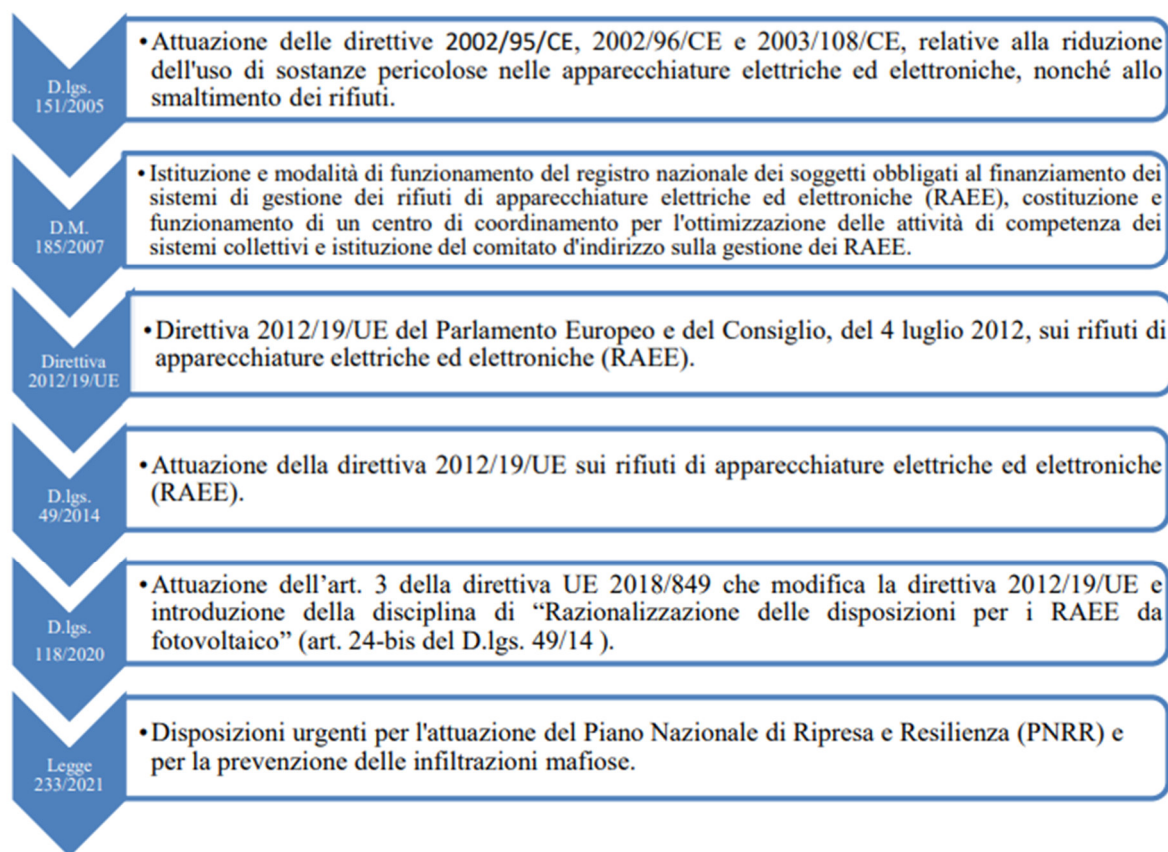 D.lgs.
151/2005
•Attuazione delle direttive 2002/95/CE, 2002/96/CE e 2003/108/CE, relative alla riduzione
dell'uso di sostanze pericolose nelle apparecchiature elettriche ed elettroniche, nonché allo
smaltimento dei rifiuti.
D.M.
185/2007
•Istituzione e modalità di funzionamento del registro nazionale dei soggetti obbligati al finanziamento dei
sistemi di gestione dei rifiuti di apparecchiature elettriche ed elettroniche (RAEE), costituzione e
funzionamento di un centro di coordinamento per l'ottimizzazione delle attività di competenza dei
sistemi collettivi e istituzione del comitato d'indirizzo sulla gestione dei RAEE.
Direttiva
2012/19/UE
•Direttiva 2012/19/UE del Parlamento Europeo e del Consiglio, del 4 luglio 2012, sui rifiuti di
apparecchiature elettriche ed elettroniche (RAEE).
D.lgs.
49/2014
•Attuazione della direttiva 2012/19/UE sui rifiuti di apparecchiature elettriche ed elettroniche
(RAEE).
D.lgs.
118/2020
•Attuazione dell’art. 3 della direttiva UE 2018/849 che modifica la direttiva 2012/19/UE e
introduzione della disciplina di “Razionalizzazione delle disposizioni per i RAEE da
fotovoltaico” (art. 24-bis del D.lgs. 49/14 ).
Legge
233/2021
•Disposizioni urgenti per l'attuazione del Piano Nazionale di Ripresa e Resilienza (PNRR) e
per la prevenzione delle infiltrazioni mafiose.